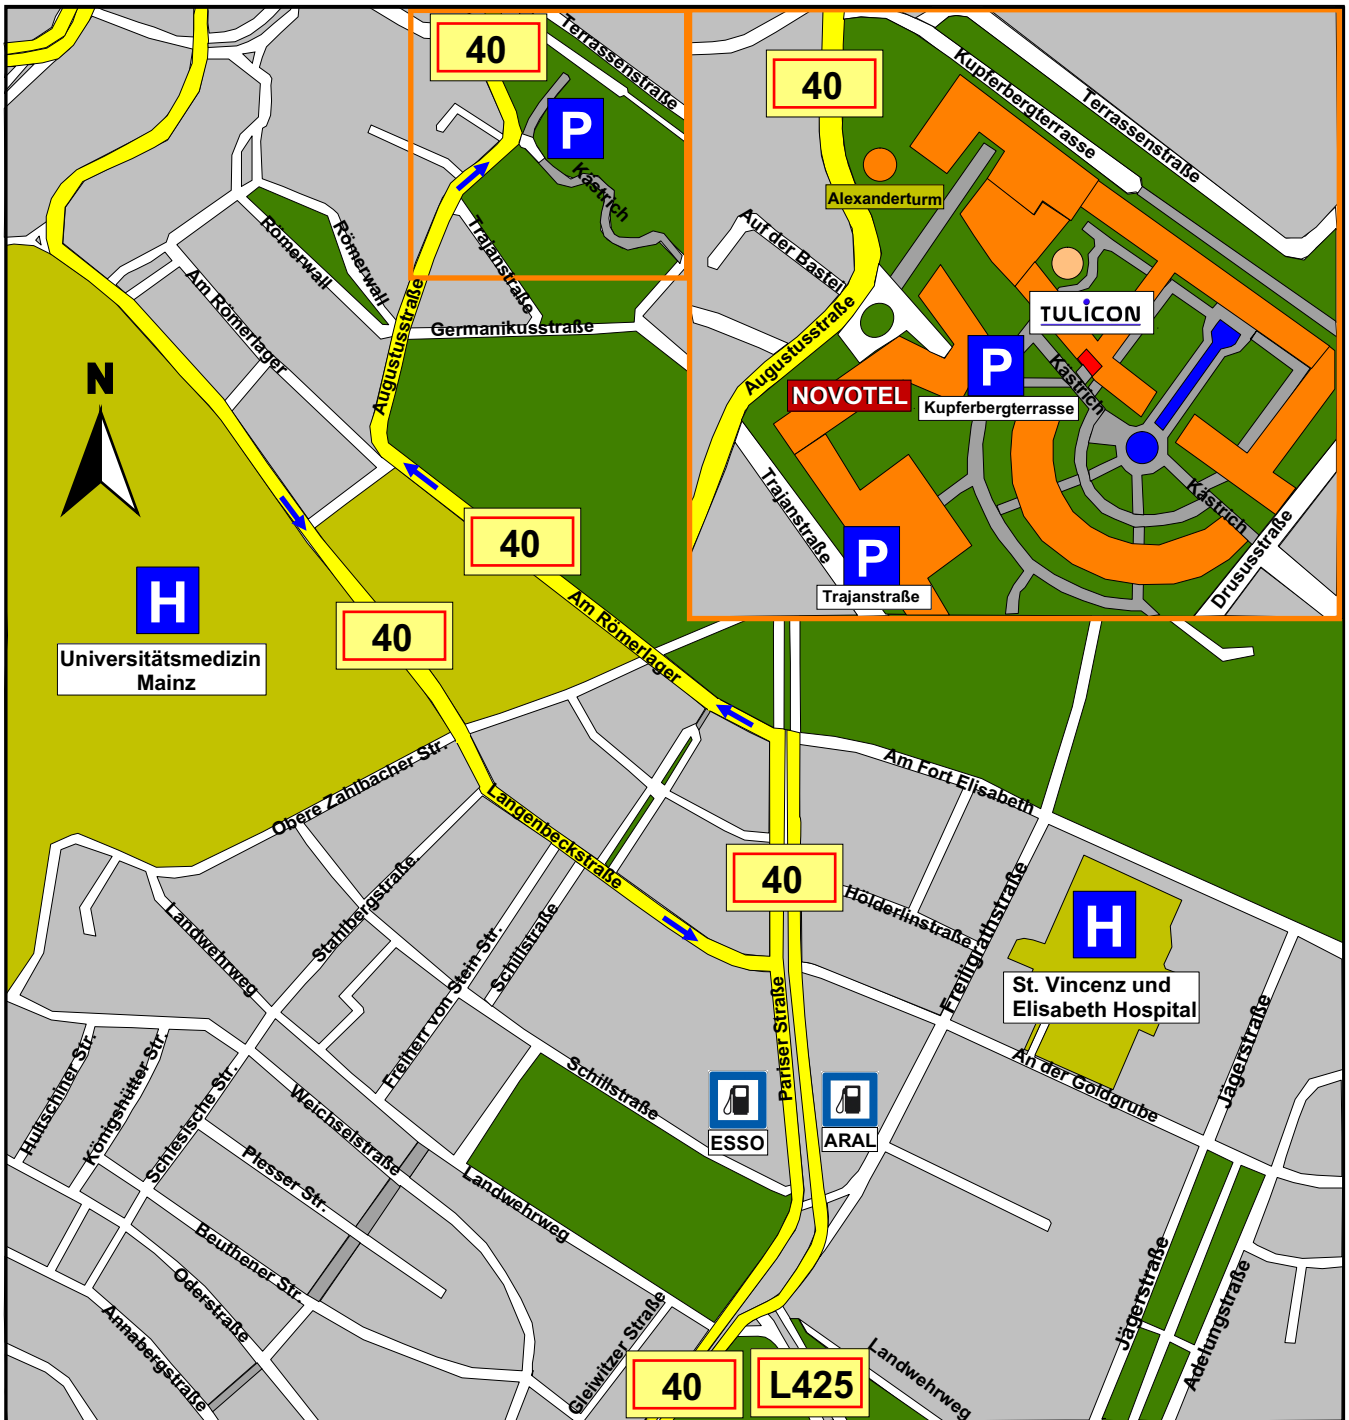 40
Terrassenstraße
P
Kästrich
Trajanstraße
Germanikusstraße
Augustusstraße
Römerwall
Römerwall
Am Römerlager
N
40
Kupferbergterrasse
Terrassenstraße
Alexanderturm
Auf der Bastei
Augustusstraße
TULICON
P
Kupferbergterrasse
Kästrich
NOVOTEL
Trajanstraße
P
Trajanstraße
Kästrich
Drususstraße
40
H
Universitätsmedizin
Mainz
40
Am Römerlager
Obere Zahlbacher Str.
Langenbeckstraße
Am Fort Elisabeth
40
Hölderlinstraße
Freiligrathstraße
H
St. Vincenz und
Elisabeth Hospital
Landwehrweg
Stahlbergstraße.
Freiherr von Stein Str.
Schillstraße
Pariser Straße
An der Goldgrube
Jägerstraße
Hultschiner Str.
Königshütter Str.
Schlesische Str.
Weichselstraße
Schillstraße
ESSO
ARAL
Plesser Str.
Landwehrweg
Beuthener Str.
Oderstraße
Annabergstraße
Gleiwitzer Straße
Jägerstraße
Adelungstraße
Landwehrweg
40
L425